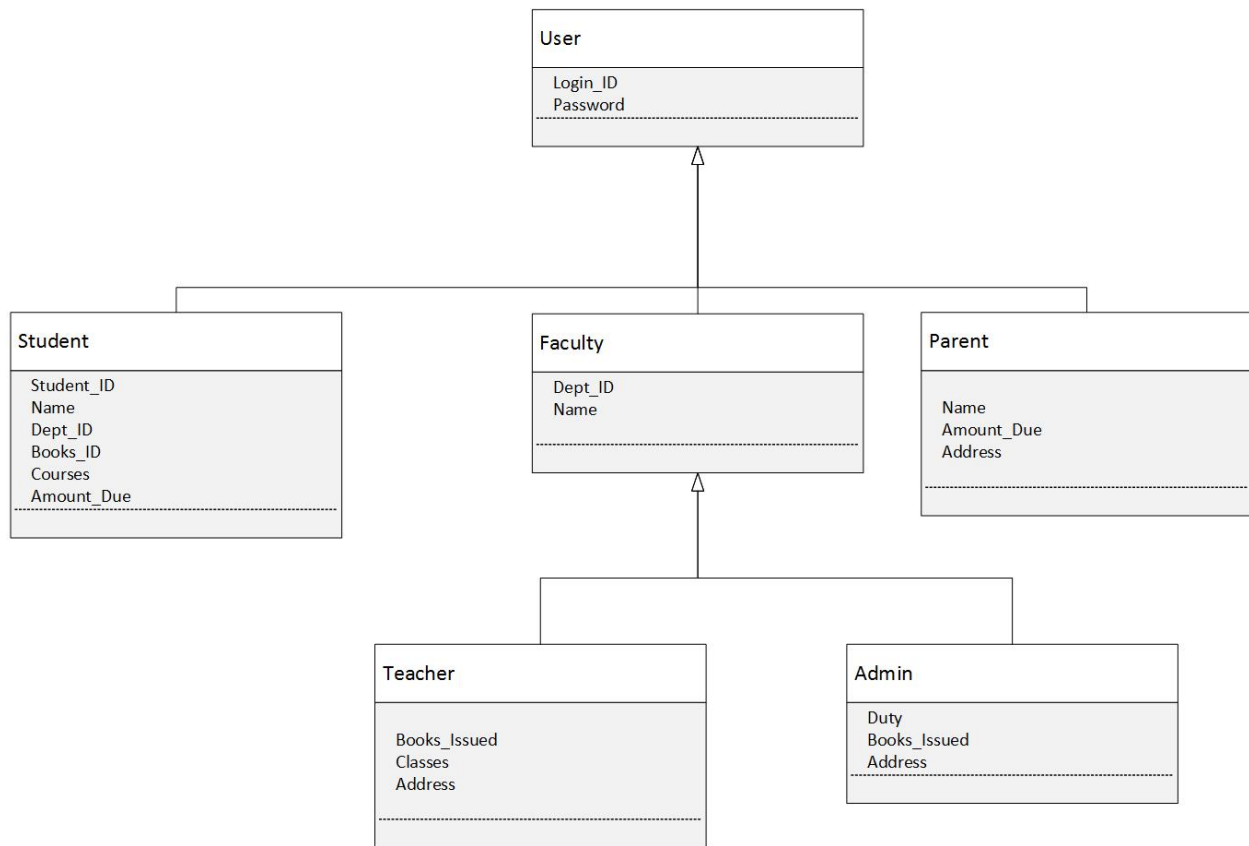 User
Login_ID
Password
Student
Student_ID
Name
Dept_ID
Books_ID
Courses
Amount_Due
Faculty
Dept_ID
Name
Parent
Name
Amount_Due
Address
Teacher
Books_Issued
Classes
Address
Admin
Duty
Books_Issued
Address